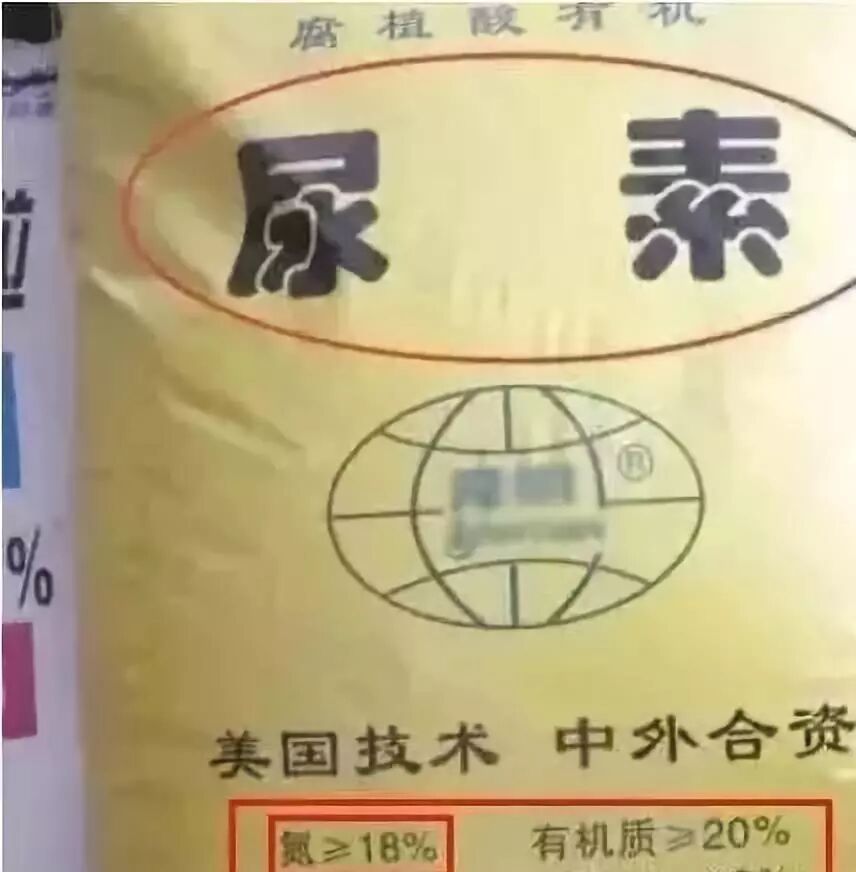 腐植酸有机
尿素
®
美国技术 中外合资
%
氮≥18% 有机质≥20%